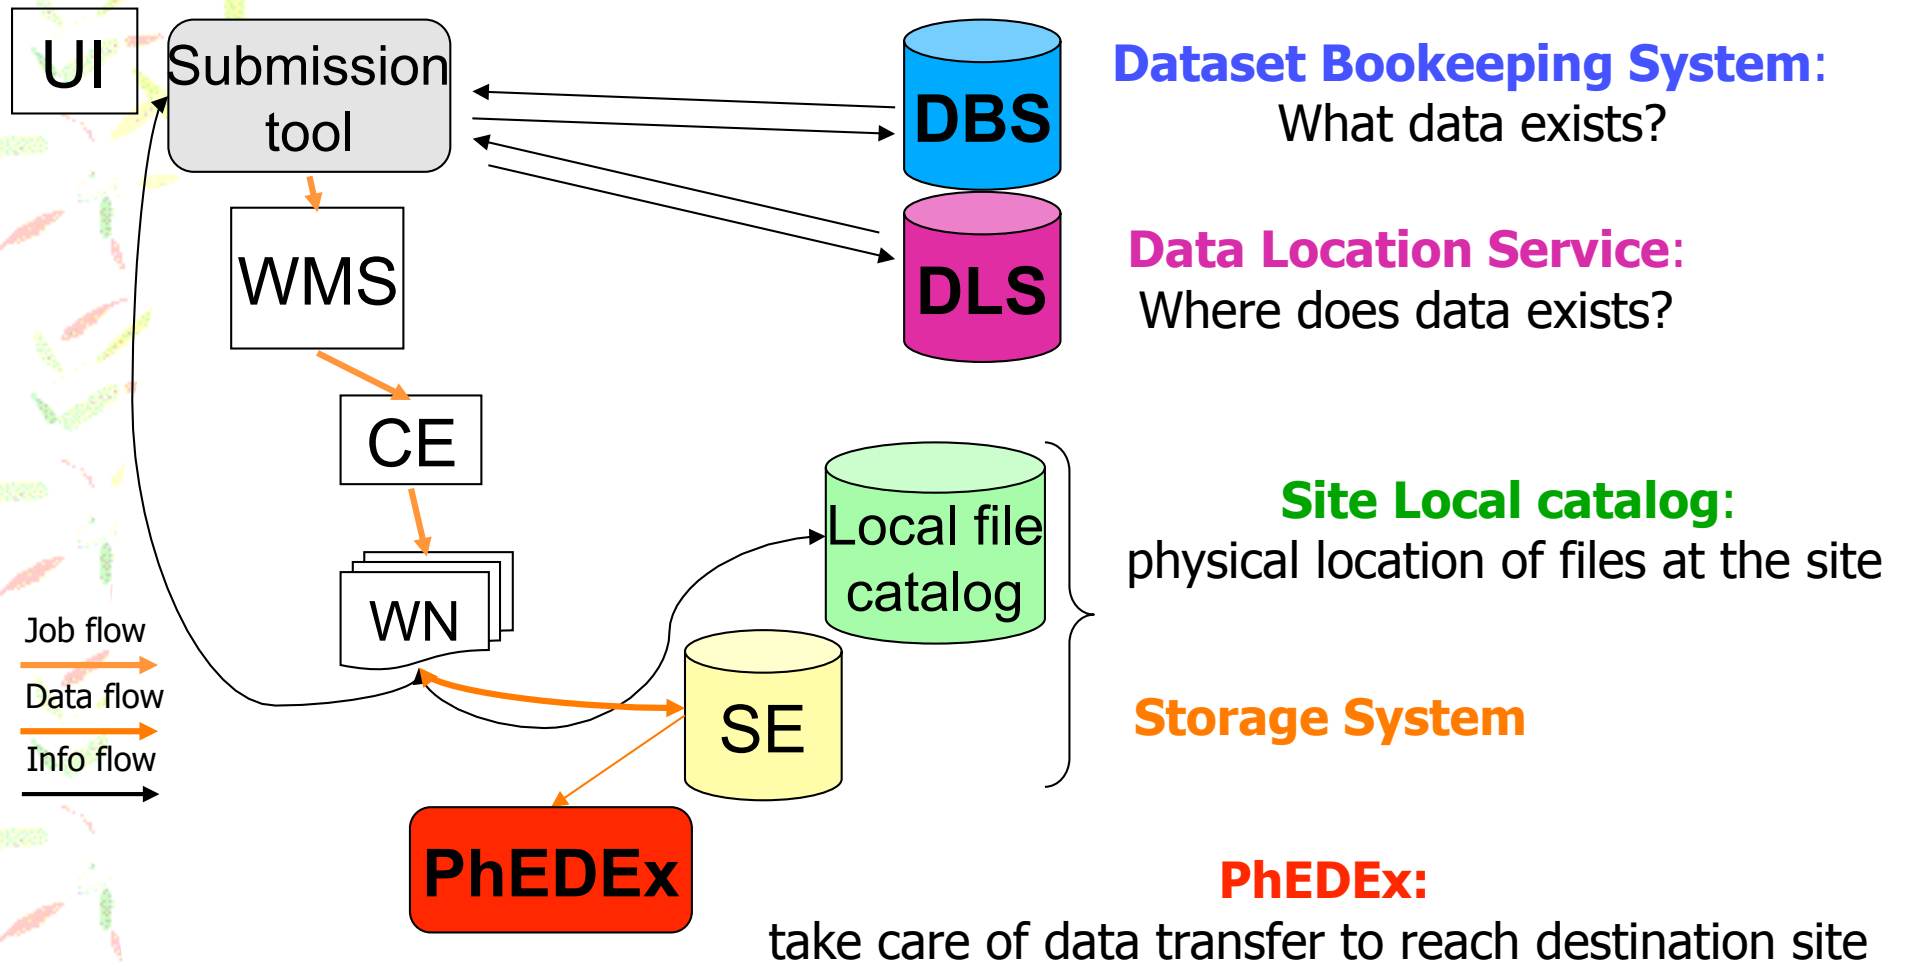 UI
Submission
tool
DBS
Dataset Bookeeping System:
What data exists?
WMS
DLS
Data Location Service:
Where does data exists?
CE
Local file
catalog
Site Local catalog:
physical location of files at the site
WN
Job flow
Data flow
Info flow
SE
Storage System
PhEDEx
PhEDEx:
take care of data transfer to reach destination site